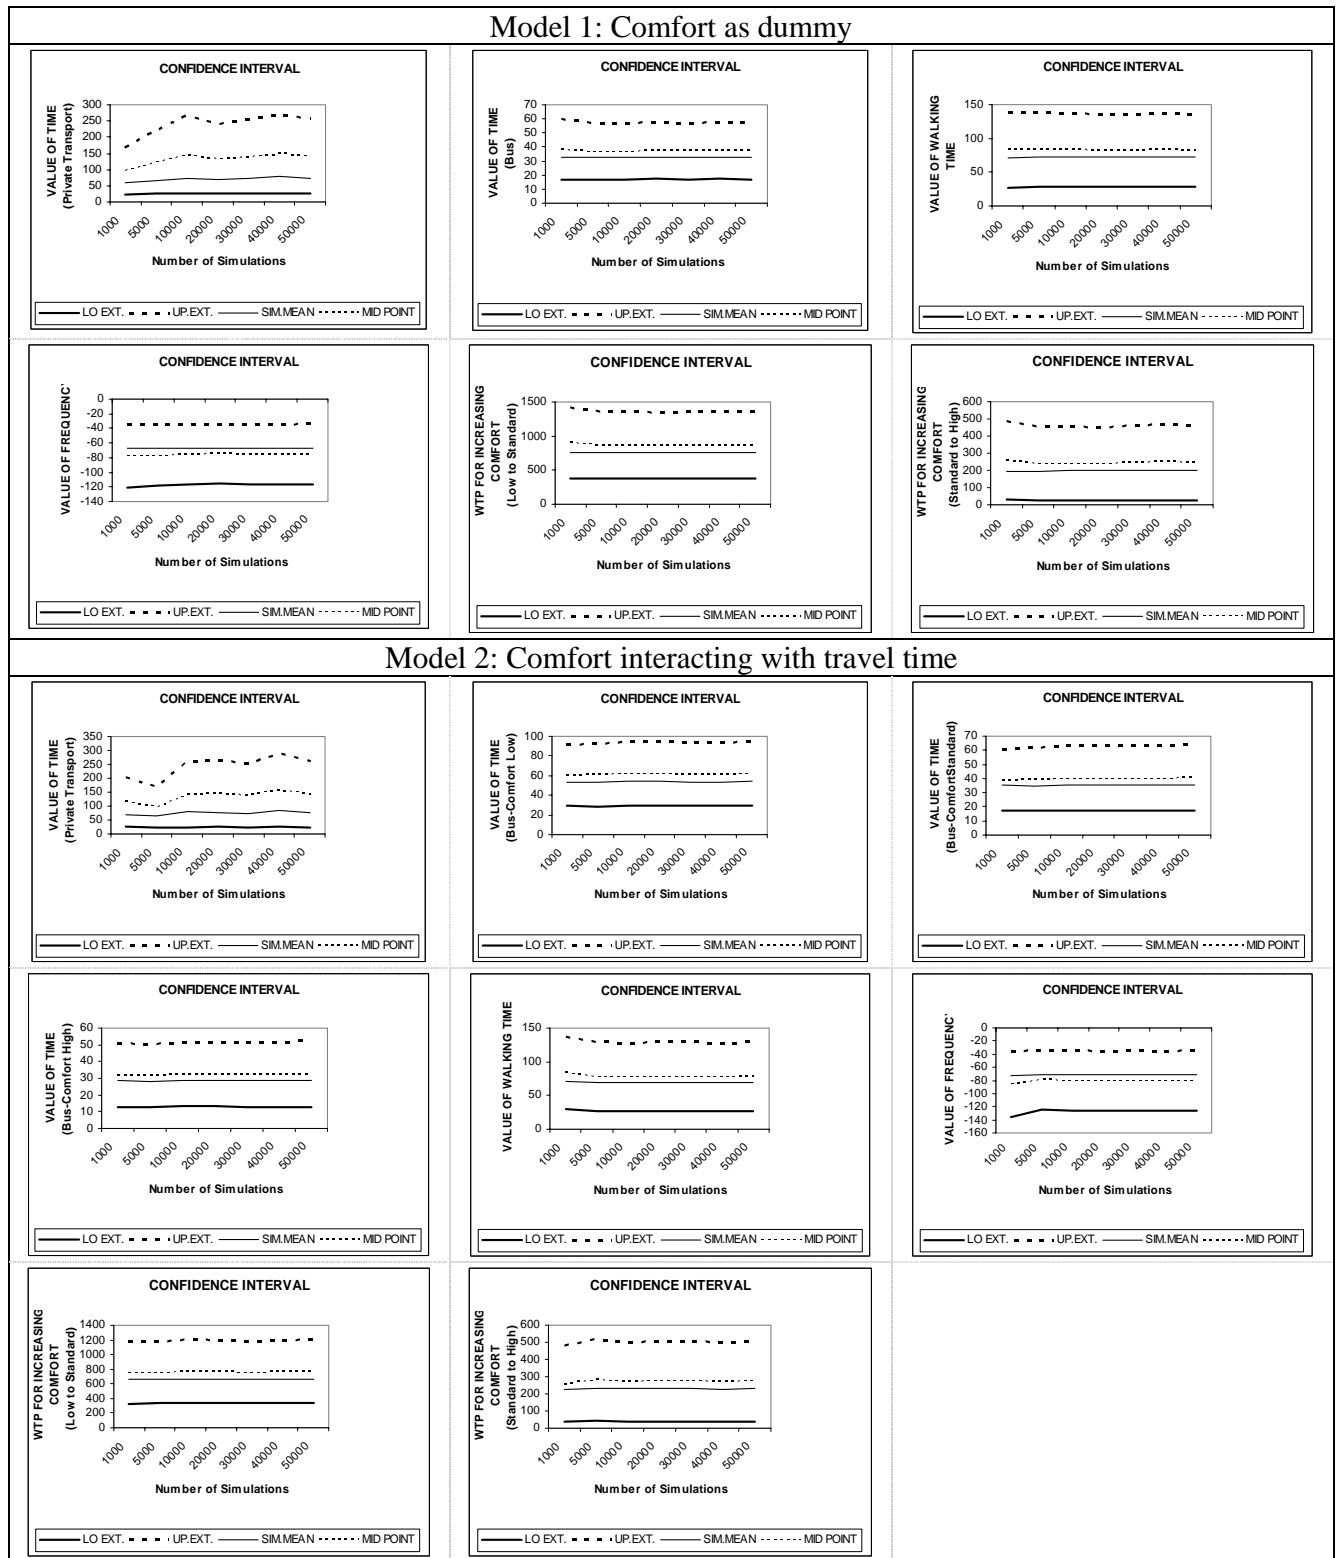 Model 1: Comfort as dummy
CONFIDENCE INTERVAL
VALUE OF TIME
(Private Transport)
300
250
200
150
100
50
0
1000
5000
10000
20000
30000
40000
50000
Number of Simulations
LO EXT.
UP.EXT.
SIM.MEAN
MID POINT
CONFIDENCE INTERVAL
VALUE OF TIME
(Bus)
70
60
50
40
30
20
10
0
1000
5000
10000
20000
30000
40000
50000
Number of Simulations
LO EXT.
UP.EXT.
SIM.MEAN
MID POINT
CONFIDENCE INTERVAL
VALUE OF WALKING
TIME
150
100
50
0
1000
5000
10000
20000
30000
40000
50000
Number of Simulations
LO EXT.
UP.EXT.
SIM.MEAN
MID POINT
CONFIDENCE INTERVAL
VALUE OF FREQUENC'
0
-20
-40
-60
-80
-100
-120
-140
1000
5000
10000
20000
30000
40000
50000
Number of Simulations
LO EXT.
UP.EXT.
SIM.MEAN
MID POINT
CONFIDENCE INTERVAL
WTP FOR INCREASING
COMFORT
(Low to Standard)
1500
1000
500
0
1000
5000
10000
20000
30000
40000
50000
Number of Simulations
LO EXT.
UP.EXT.
SIM.MEAN
MID POINT
CONFIDENCE INTERVAL
WTP FOR INCREASING
COMFORT
(Standard to High)
600
500
400
300
200
100
0
1000
5000
10000
20000
30000
40000
50000
Number of Simulations
LO EXT.
UP.EXT.
SIM.MEAN
MID POINT
Model 2: Comfort interacting with travel time
CONFIDENCE INTERVAL
VALUE OF TIME
(Private Transport)
350
300
250
200
150
100
50
0
1000
5000
10000
20000
30000
40000
50000
Number of Simulations
LO EXT.
UP.EXT.
SIM.MEAN
MID POINT
CONFIDENCE INTERVAL
VALUE OF TIME
(Bus-Comfort Low)
100
80
60
40
20
0
1000
5000
10000
20000
30000
40000
50000
Number of Simulations
LO EXT.
UP.EXT.
SIM.MEAN
MID POINT
CONFIDENCE INTERVAL
VALUE OF TIME
(Bus-ComfortStandard)
70
60
50
40
30
20
10
0
1000
5000
10000
20000
30000
40000
50000
Number of Simulations
LO EXT.
UP.EXT.
SIM.MEAN
MID POINT
CONFIDENCE INTERVAL
VALUE OF TIME
(Bus-Comfort High)
60
50
40
30
20
10
0
1000
5000
10000
20000
30000
40000
50000
Number of Simulations
LO EXT.
UP.EXT.
SIM.MEAN
MID POINT
CONFIDENCE INTERVAL
VALUE OF WALKING TIME
150
100
50
0
1000
5000
10000
20000
30000
40000
50000
Number of Simulations
LO EXT.
UP.EXT.
SIM.MEAN
MID POINT
CONFIDENCE INTERVAL
VALUE OF FREQUENC'
0
-20
-40
-60
-80
-100
-120
-140
-160
1000
5000
10000
20000
30000
40000
50000
Number of Simulations
LO EXT.
UP.EXT.
SIM.MEAN
MID POINT
CONFIDENCE INTERVAL
WTP FOR INCREASING
COMFORT
(Low to Standard)
1400
1200
1000
800
600
400
200
0
1000
5000
10000
20000
30000
40000
50000
Number of Simulations
LO EXT.
UP.EXT.
SIM.MEAN
MID POINT
CONFIDENCE INTERVAL
WTP FOR INCREASING
COMFORT
(Standard to High)
600
500
400
300
200
100
0
1000
5000
10000
20000
30000
40000
50000
Number of Simulations
LO EXT.
UP.EXT.
SIM.MEAN
MID POINT